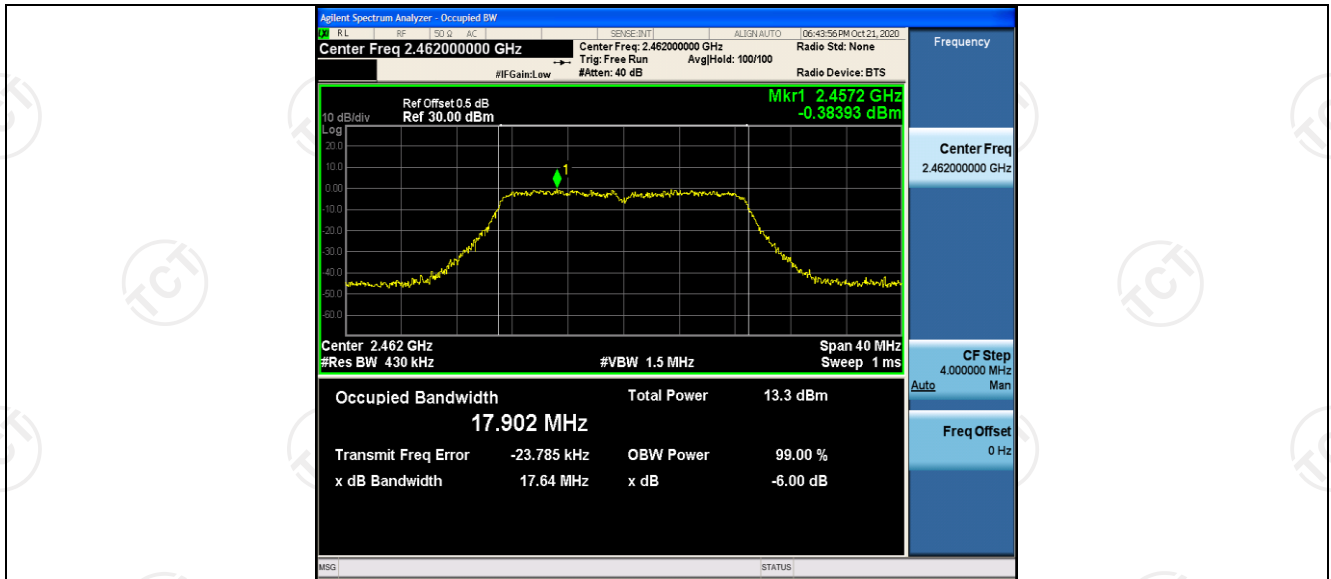 Agilent Spectrum Analyzer - Occupied BW
RL RF 50 Ω AC SENSE:INT ALIGN AUTO 06:43:56 PM Oct 21, 2020
Center Freq 2.462000000 GHz
Center Freq: 2.462000000 GHz
Radio Std: None
Trig: Free Run Avg|Hold: 100/100
#IFGain:Low
#Atten: 40 dB
Radio Device: BTS
Frequency
Mkr1 2.4572 GHz
-0.38393 dBm
Ref Offset 0.5 dB
10 dB/div Ref 30.00 dBm
Log
20.0
10.0
0.00
-10.0
-20.0
-30.0
-40.0
-50.0
-60.0
1
Center 2.462 GHz
Span 40 MHz
#Res BW 430 kHz
#VBW 1.5 MHz
Sweep 1 ms
Center Freq
2.462000000 GHz
CF Step
4.000000 MHz
Auto Man
Freq Offset
0 Hz
Occupied Bandwidth
17.902 MHz
Total Power 13.3 dBm
Transmit Freq Error -23.785 kHz
OBW Power 99.00 %
x dB Bandwidth 17.64 MHz
x dB -6.00 dB
MSG
STATUS
TCT
TCT